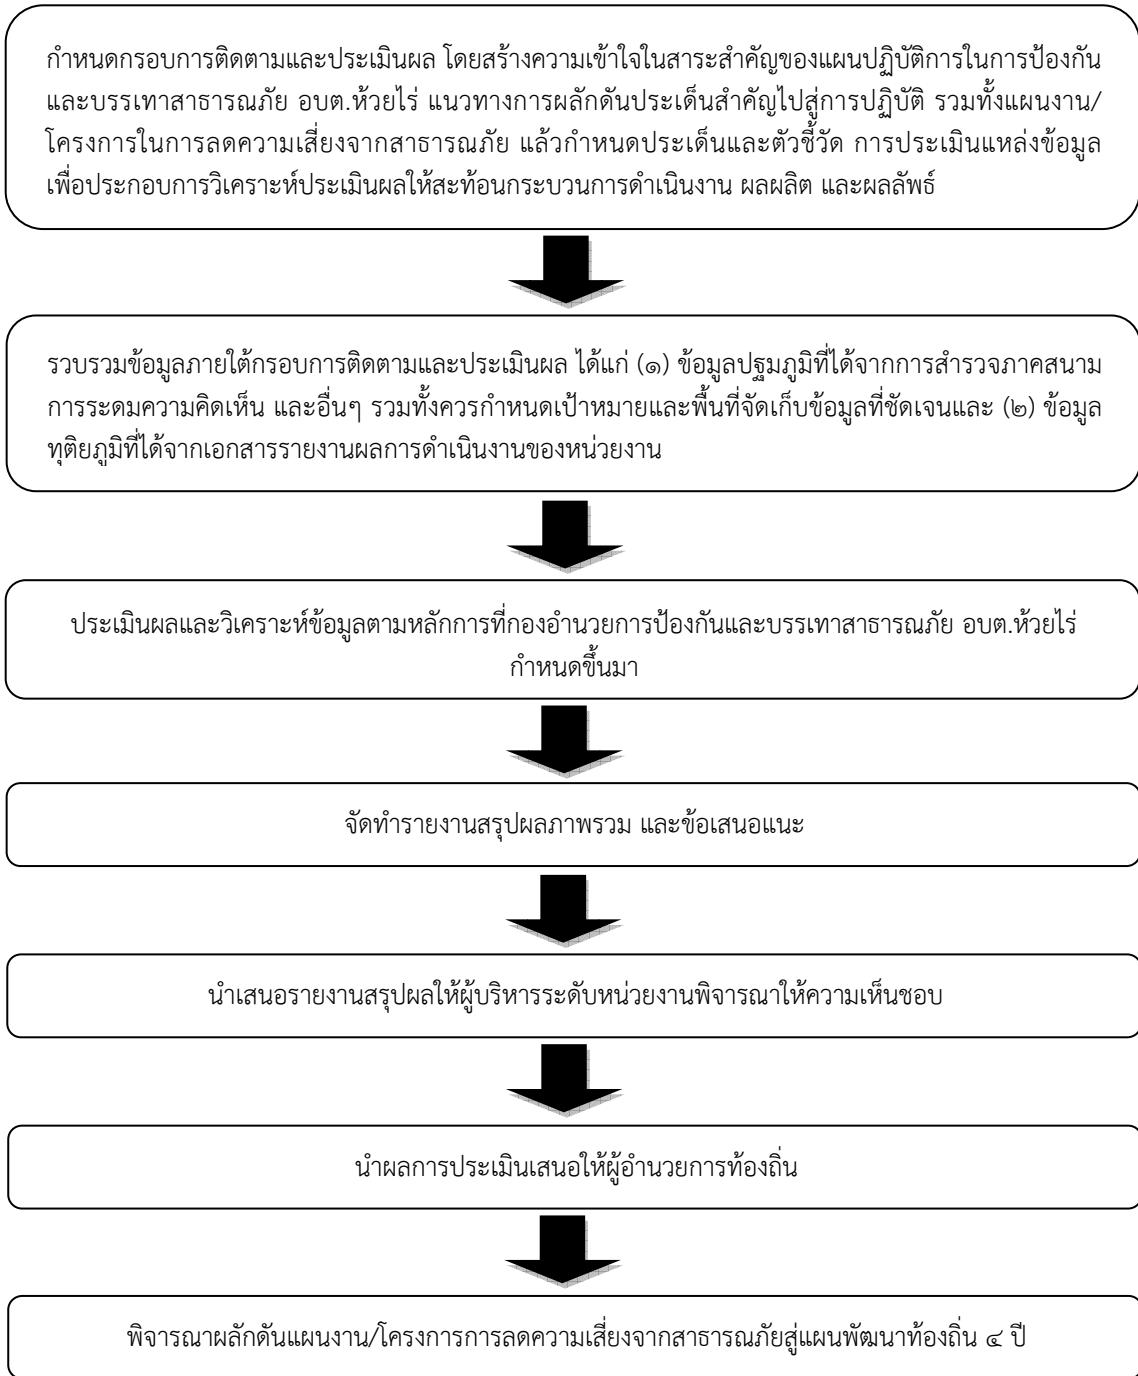 กำหนดกรอบการติดตามและประเมินผล โดยสร้างความเข้าใจในสาระสำคัญของแผนปฏิบัติการในการป้องกัน
และบรรเทาสาธารณภัย อบต.ห้วยไร่ แนวทางการผลักดันประเด็นสำคัญไปสู่การปฏิบัติ รวมทั้งแผนงาน/
โครงการในการลดความเสี่ยงจากสาธารณภัย แล้วกำหนดประเด็นและตัวชี้วัด การประเมินแหล่งข้อมูล
เพื่อประกอบการวิเคราะห์ประเมินผลให้สะท้อนกระบวนการดำเนินงาน ผลผลิต และผลลัพธ์
รวบรวมข้อมูลภายใต้กรอบการติดตามและประเมินผล ได้แก่ (๑) ข้อมูลปฐมภูมิที่ได้จากการสำรวจภาคสนาม
การระดมความคิดเห็น และอื่นๆ รวมทั้งควรกำหนดเป้าหมายและพื้นที่จัดเก็บข้อมูลที่ชัดเจนและ (๒) ข้อมูล
ทุติยภูมิที่ได้จากเอกสารรายงานผลการดำเนินงานของหน่วยงาน
ประเมินผลและวิเคราะห์ข้อมูลตามหลักการที่กองอำนวยการป้องกันและบรรเทาสาธารณภัย อบต.ห้วยไร่
กำหนดขึ้นมา
จัดทำรายงานสรุปผลภาพรวม และข้อเสนอแนะ
นำเสนอรายงานสรุปผลให้ผู้บริหารระดับหน่วยงานพิจารณาให้ความเห็นชอบ
นำผลการประเมินเสนอให้ผู้อำนวยการท้องถิ่น
พิจารณาผลักดันแผนงาน/โครงการการลดความเสี่ยงจากสาธารณภัยสู่แผนพัฒนาท้องถิ่น ๔ ปี